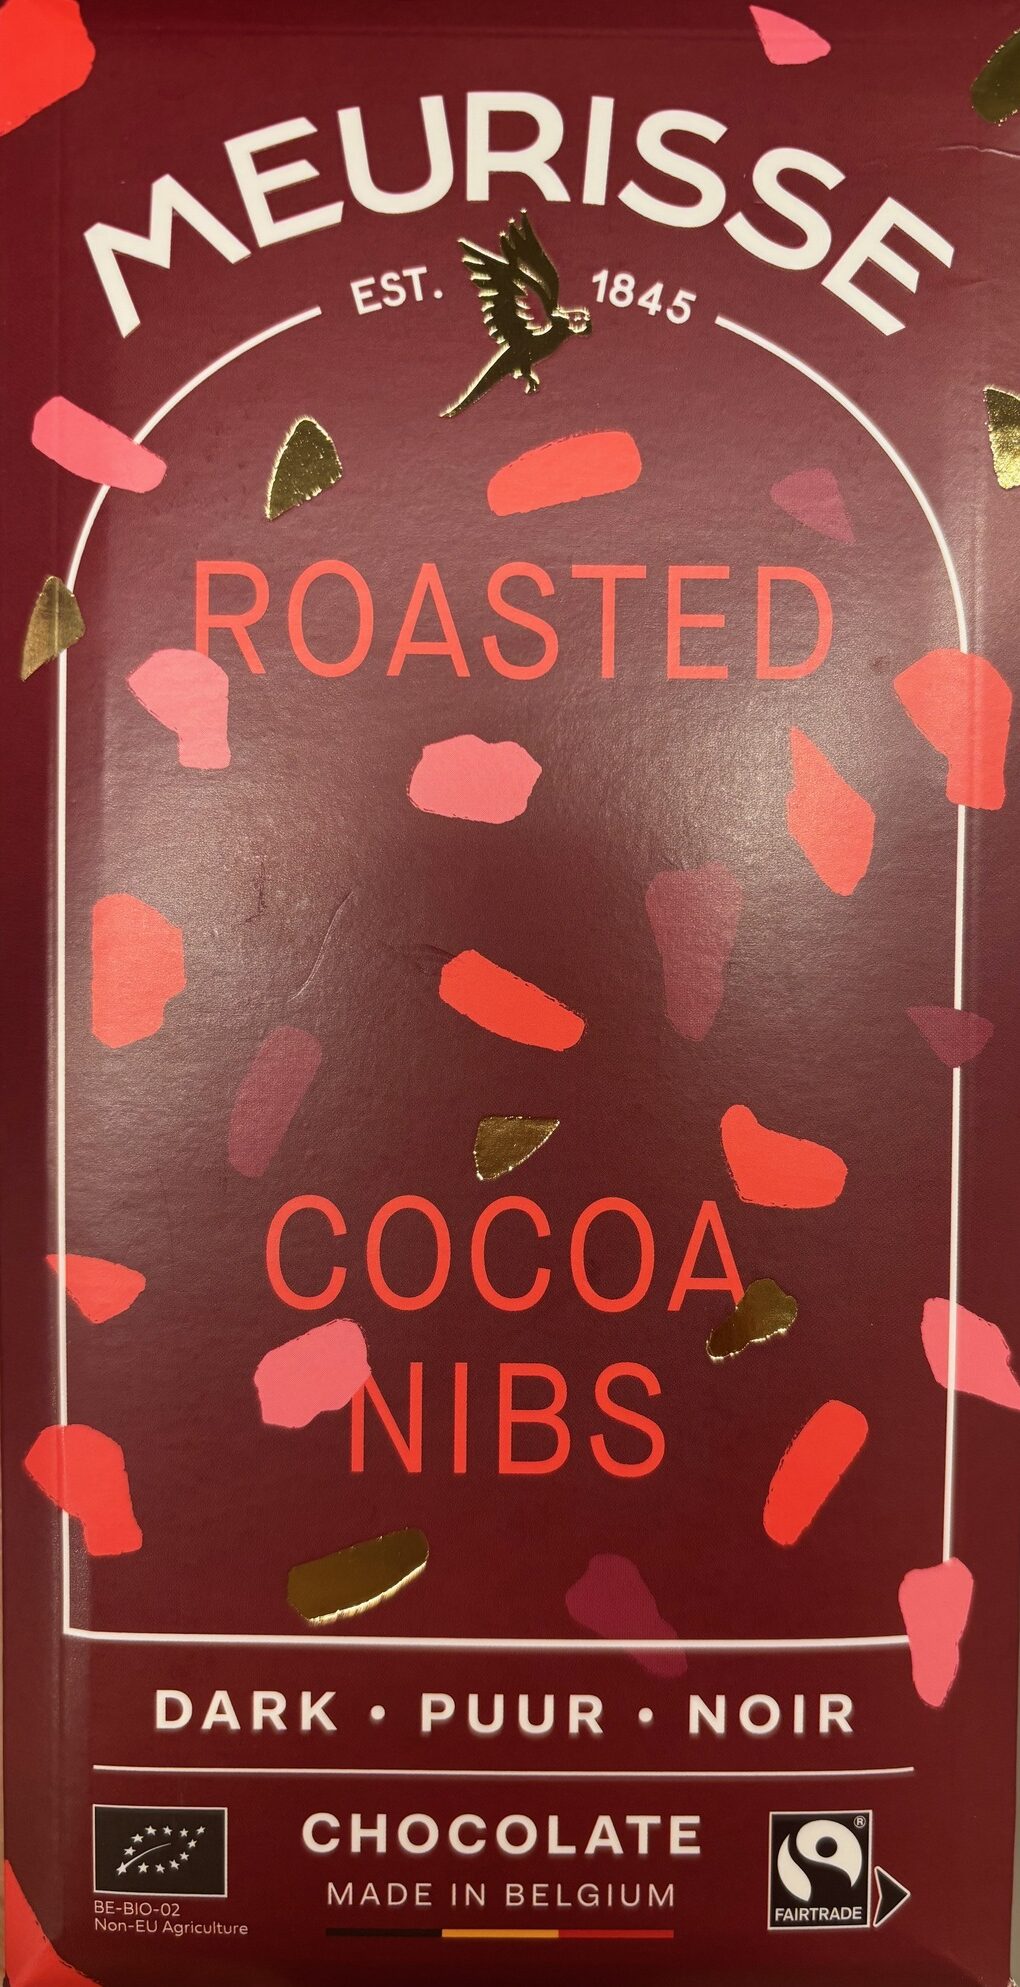 MEURISSE
EST. 1845
ROASTED
COCOA
NIBS
DARK • PUUR • NOIR
CHOCOLATE
MADE IN BELGIUM
BE-BIO-02
Non-EU Agriculture
®
FAIRTRADE